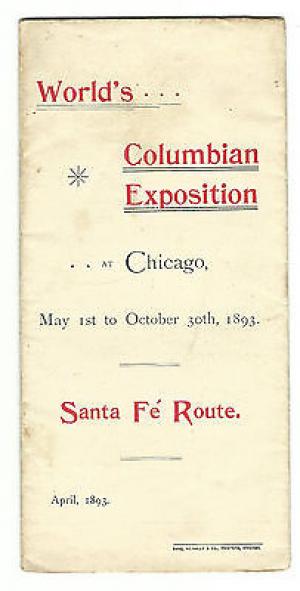 World's . . .
Columbian
Exposition
. . AT Chicago,
May 1st to October 30th, 1893.
Santa Fé Route.
April, 1893.